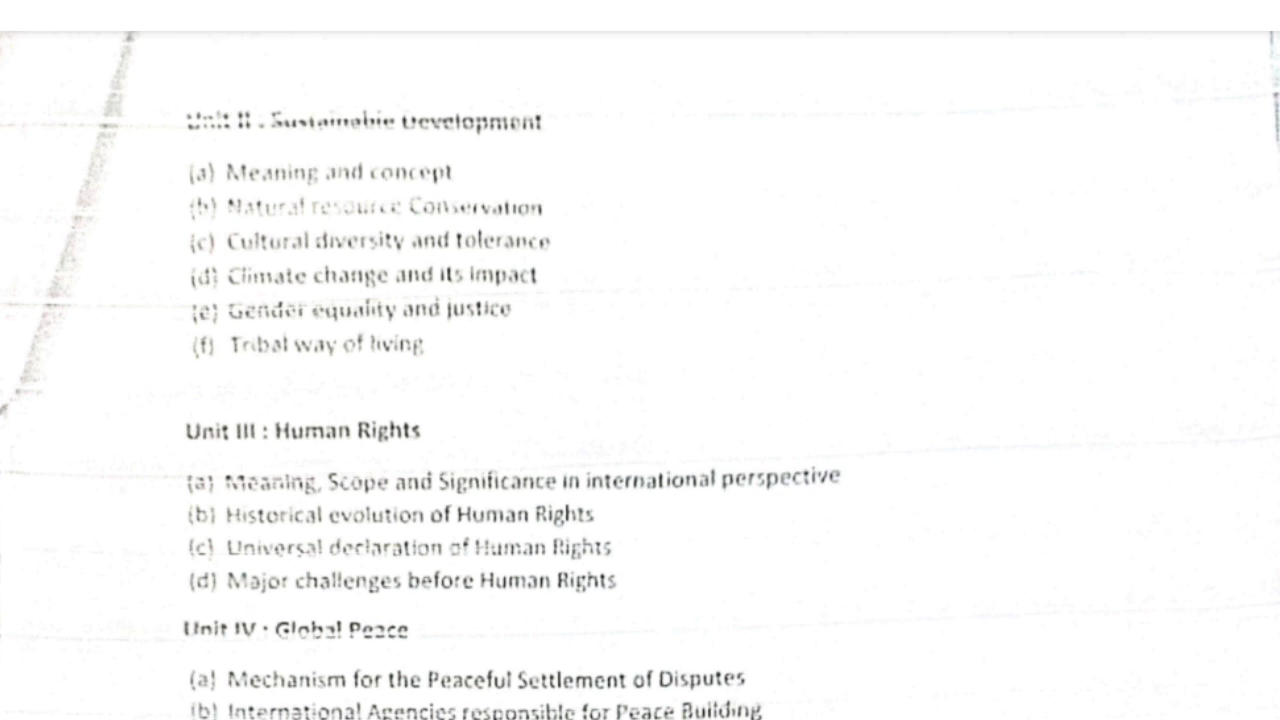 Unit II : Sustainable Development
(a) Meaning and concept
(b) Natural resource Conservation
(c) Cultural diversity and tolerance
(d) Climate change and its impact
(e) Gender equality and justice
(f) Tribal way of living
Unit III : Human Rights
(a) Meaning, Scope and Significance in international perspective
(b) Historical evolution of Human Rights
(c) Universal declaration of Human Rights
(d) Major challenges before Human Rights
Unit IV : Global Peace
(a) Mechanism for the Peaceful Settlement of Disputes
(b) International Agencies responsible for Peace Building